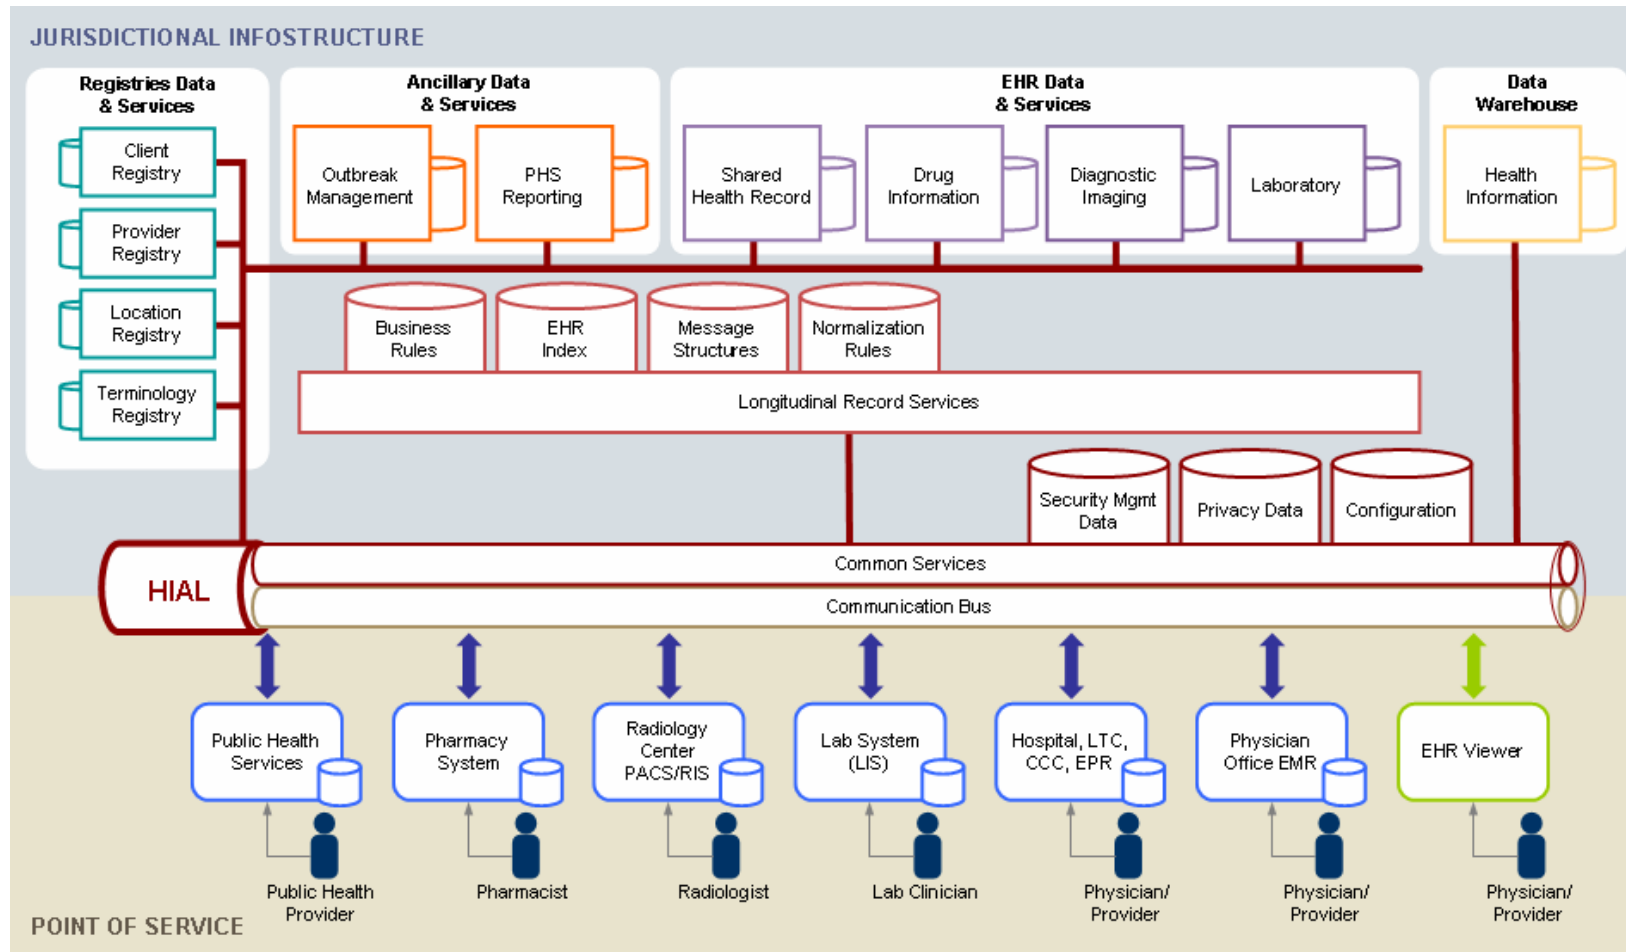 JURISDICTIONAL INFOSTRUCTURE
Registries Data
& Services
Ancillary Data
& Services
EHR Data
& Services
Data
Warehouse
Client
Registry
Provider
Registry
Location
Registry
Terminology
Registry
Outbreak
Management
PHS
Reporting
Shared
Health Record
Drug
Information
Diagnostic
Imaging
Laboratory
Health
Information
Business
Rules
EHR
Index
Message
Structures
Normalization
Rules
Longitudinal Record Services
Security Mgmt
Data
Privacy Data
Configuration
HIAL
Common Services
Communication Bus
Public Health
Services
Pharmacy
System
Radiology
Center
PACS/RIS
Lab System
(LIS)
Hospital, LTC,
CCC, EPR
Physician
Office EMR
EHR Viewer
Public Health
Provider
Pharmacist
Radiologist
Lab Clinician
Physician/
Provider
Physician/
Provider
Physician/
Provider
POINT OF SERVICE